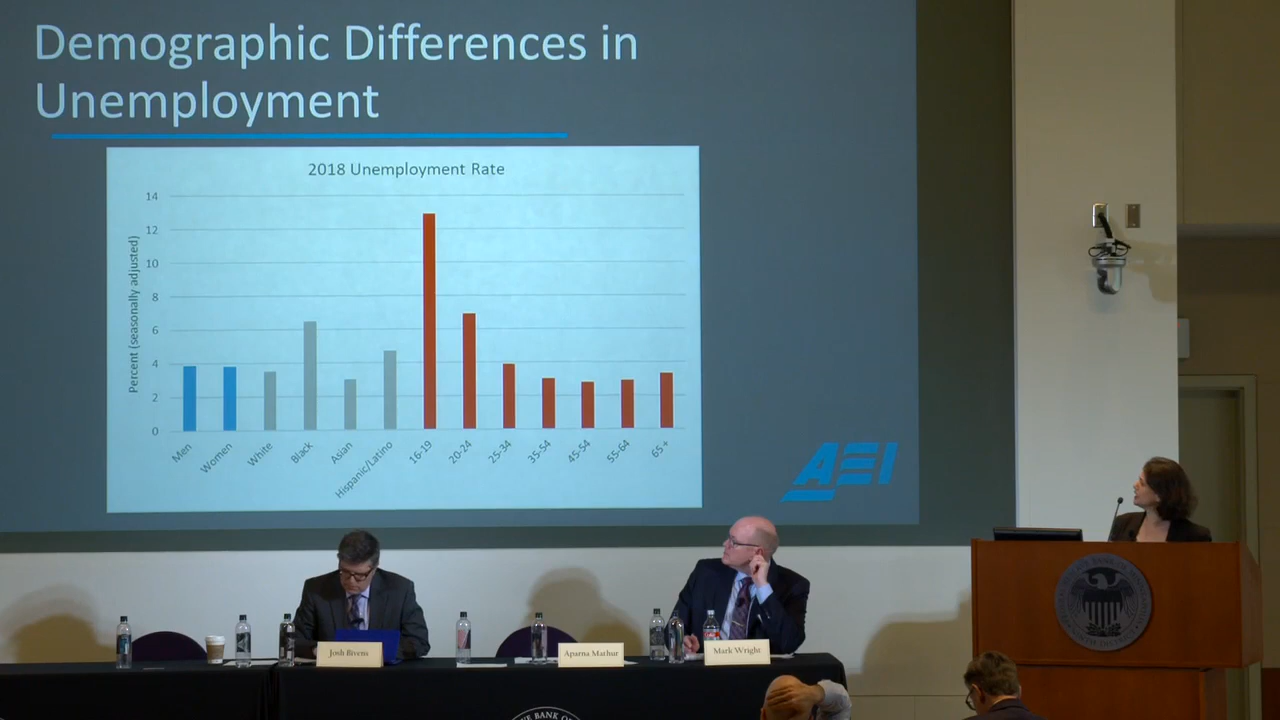 Demographic Differences in
Unemployment
2018 Unemployment Rate
Percent (seasonally adjusted)
14
12
10
8
6
4
2
0
Men
Women
White
Black
Asian
Hispanic/Latino
16-19
20-24
25-34
35-54
45-54
55-64
65+
AEI
Josh Bivens
Aparna Mathur
Mark Wright
BANK OF